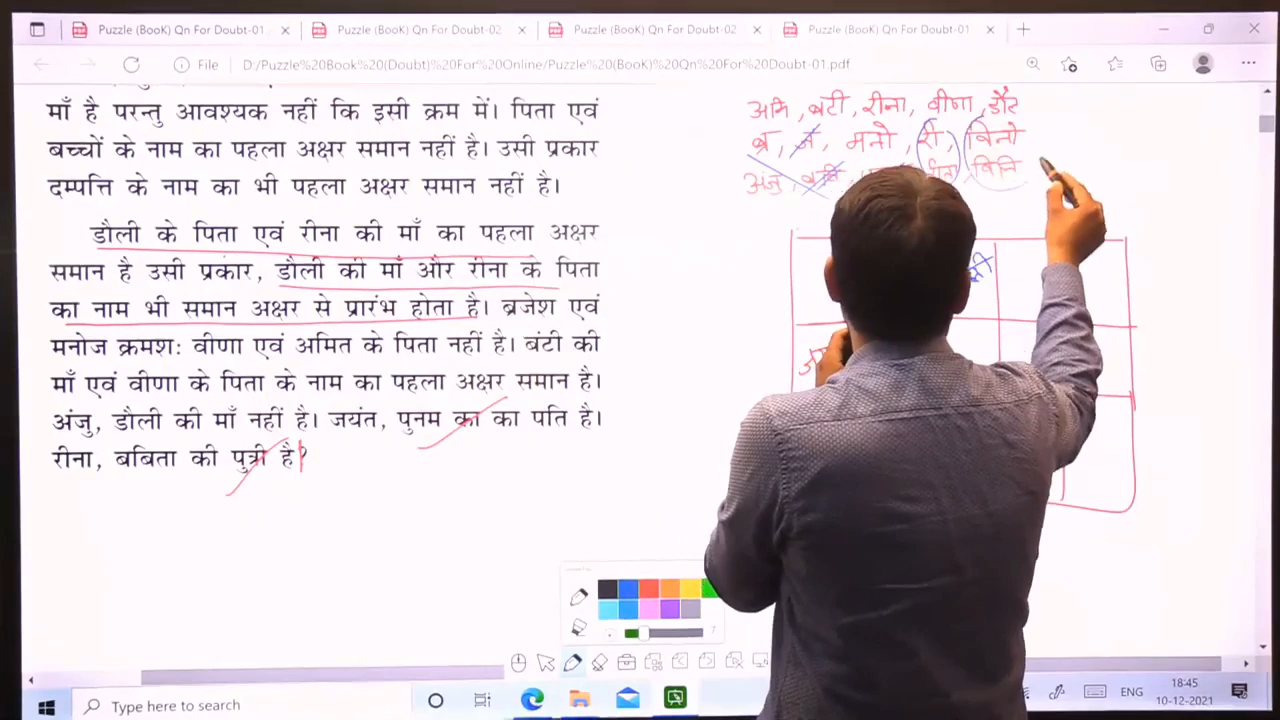 Puzzle (BooK) Qn For Doubt-01
Puzzle (BooK) Qn For Doubt-02
Puzzle (BooK) Qn For Doubt-02
Puzzle (BooK) Qn For Doubt-01
File
D:/Puzzle%20Book%20(Doubt)%20For%20Online/Puzzle%20(BooK)%20Qn%20For%20Doubt-01.pdf
माँ है परन्तु आवश्यक नहीं कि इसी क्रम में। पिता एवं
बच्चों के नाम का पहला अक्षर समान नहीं है। उसी प्रकार
दम्पत्ति के नाम का भी पहला अक्षर समान नहीं है।
डौली के पिता एवं रीना की माँ का पहला अक्षर
समान है उसी प्रकार, डौली की माँ और रीना के पिता
का नाम भी समान अक्षर से प्रारंभ होता है। ब्रजेश एवं
मनोज क्रमशः वीणा एवं अमित के पिता नहीं है। बंटी की
माँ एवं वीणा के पिता के नाम का पहला अक्षर समान है।
अंजु, डौली की माँ नहीं है। जयंत, पुनम का का पति है।
रीना, बबिता की पुत्री है?
अमि, बटी, रीना, वीणा, डौट
ब्र, ज, मनो, री, विनो
अंजु, विनि
Type here to search
7
ENG
18:45
10-12-2021